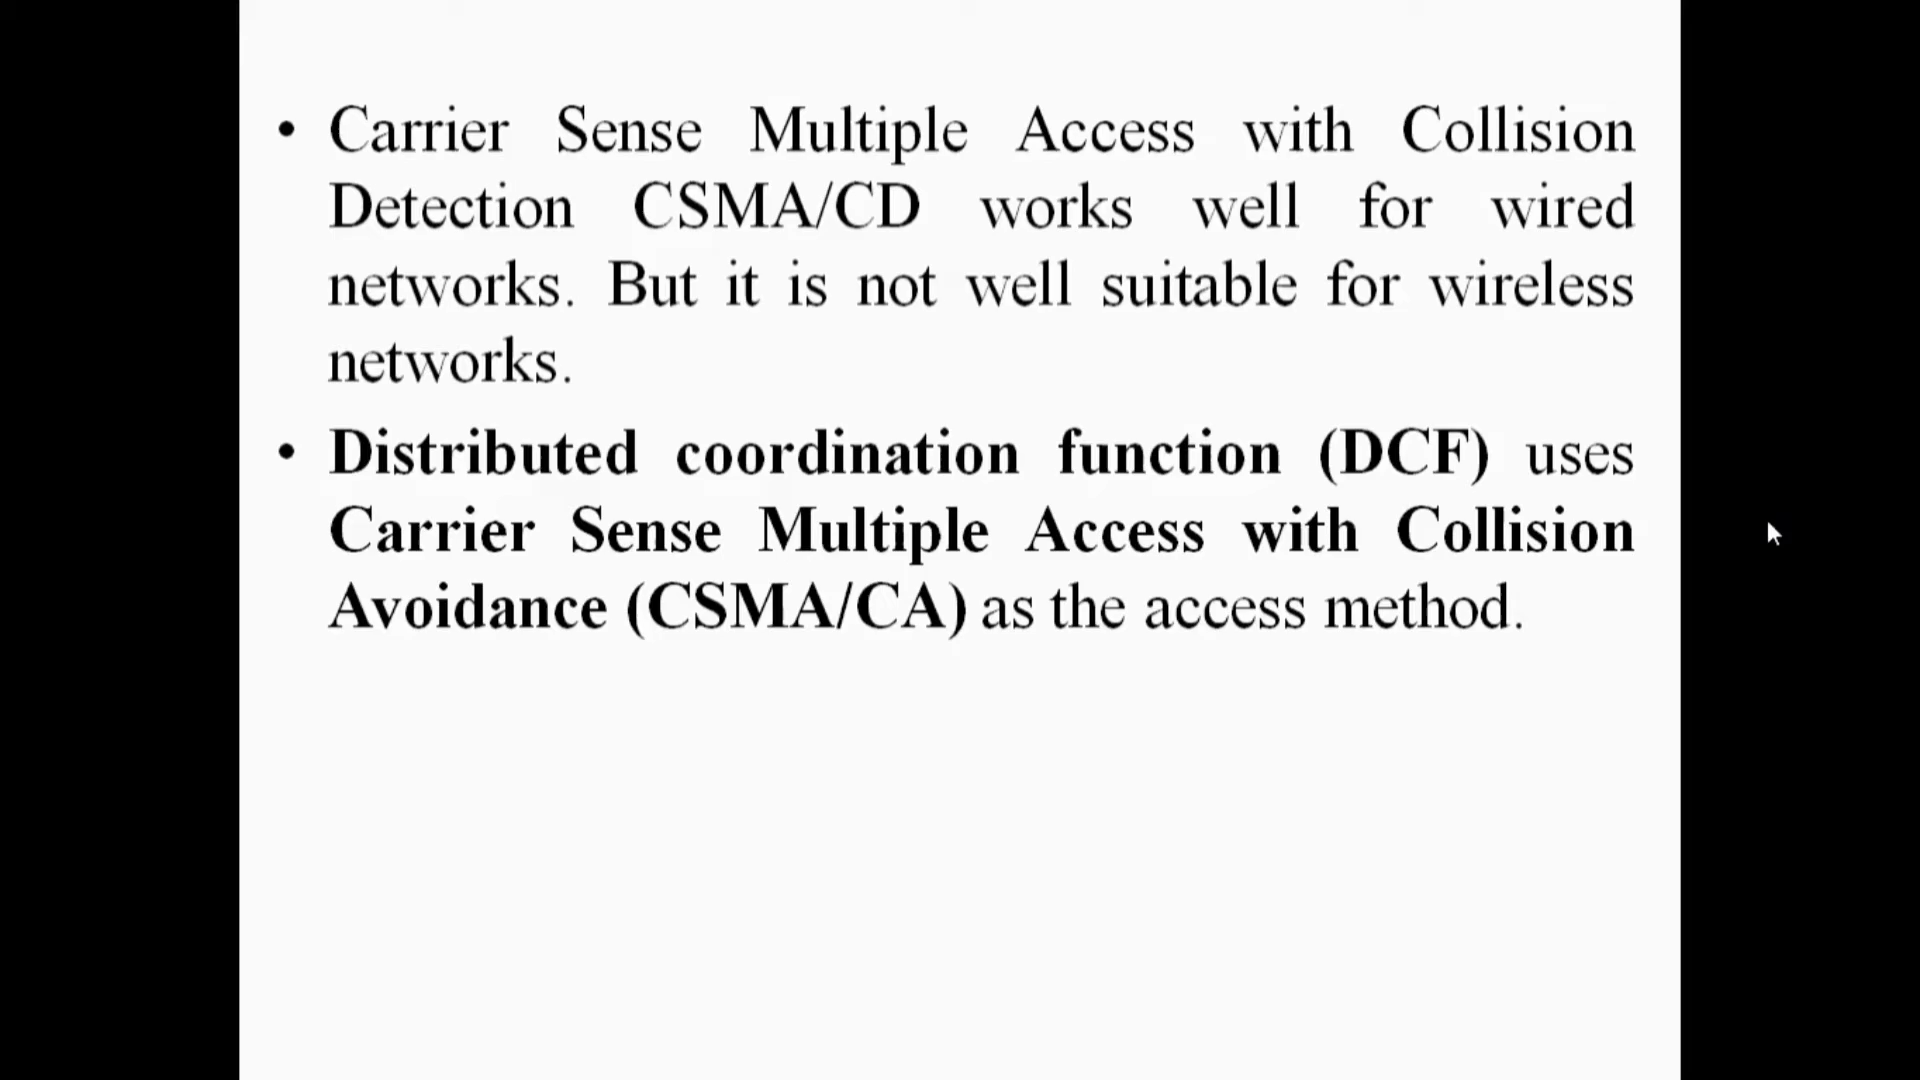 • Carrier Sense Multiple Access with Collision
Detection CSMA/CD works well for wired
networks. But it is not well suitable for wireless
networks.
• Distributed coordination function (DCF) uses
Carrier Sense Multiple Access with Collision
Avoidance (CSMA/CA) as the access method.